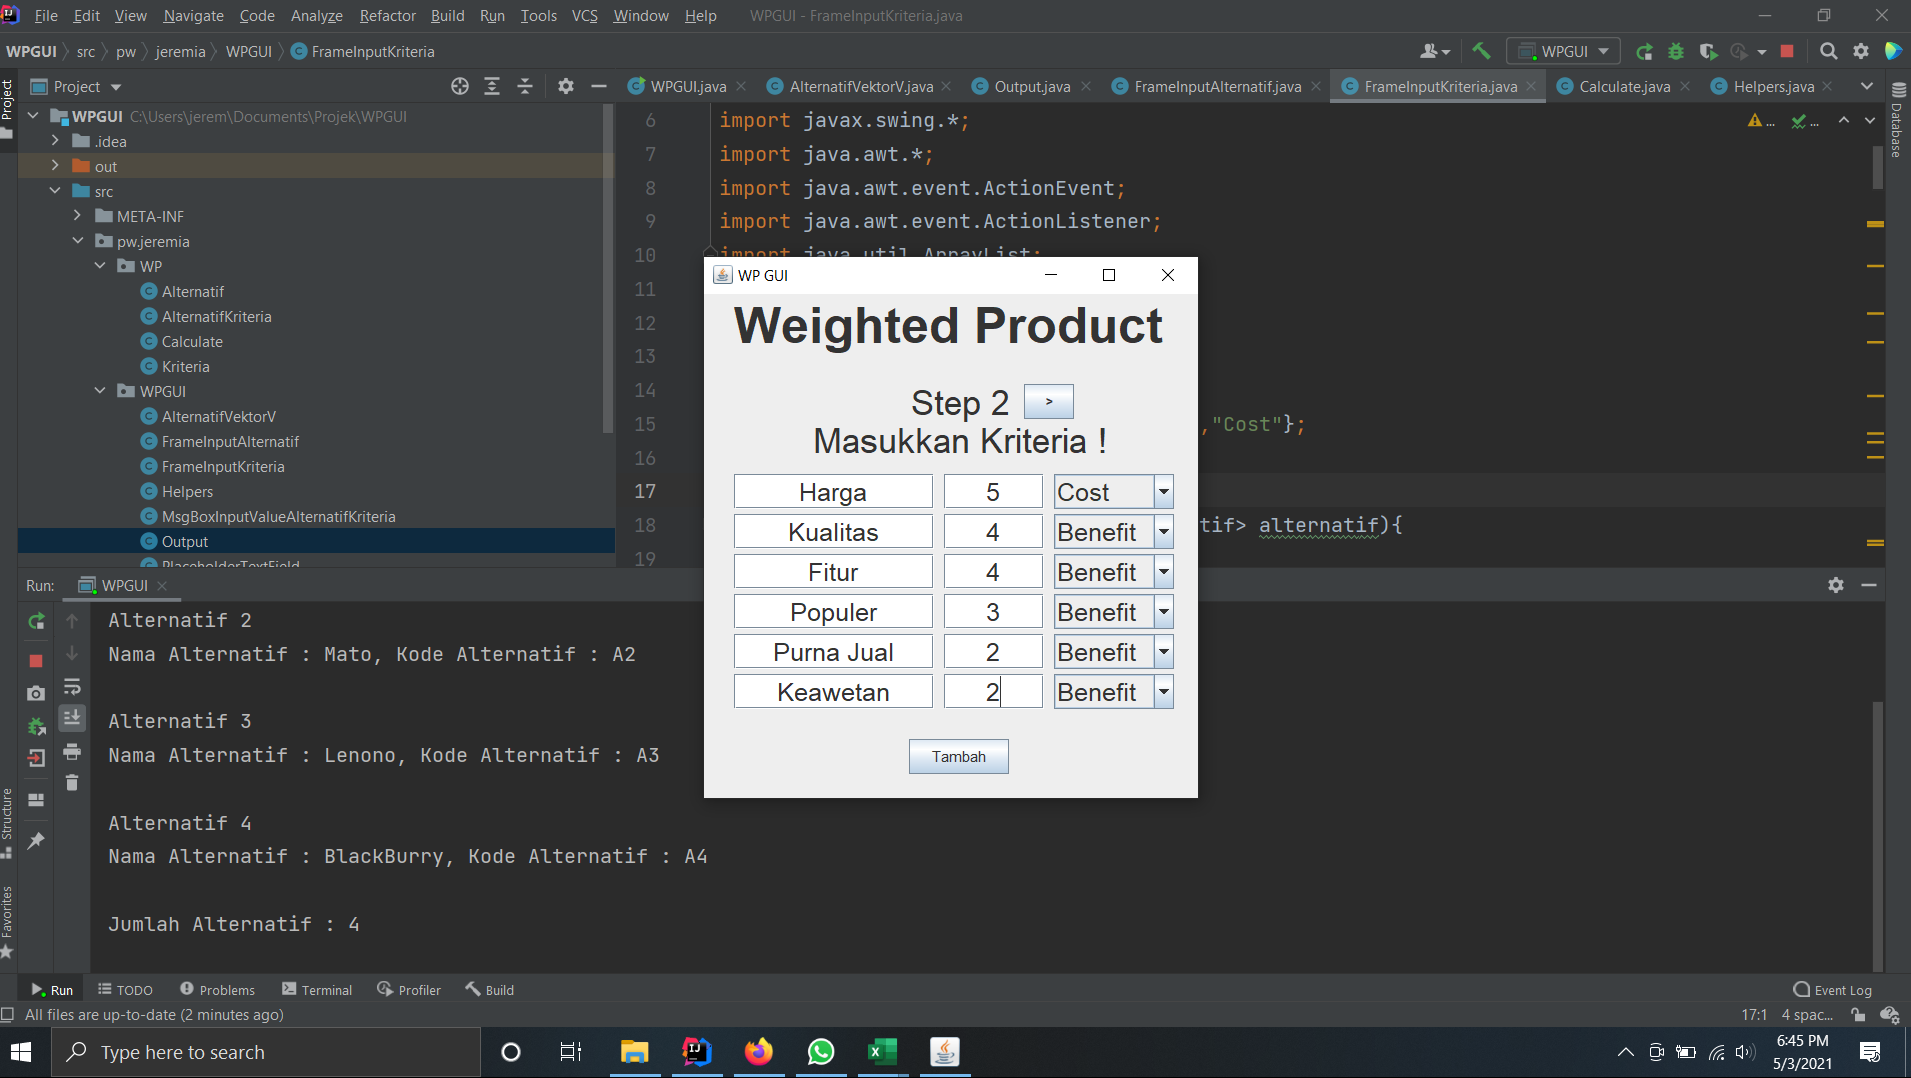 File Edit View Navigate Code Analyze Refactor Build Run Tools VCS Window Help WPGUI - FrameInputKriteria.java
WPGUI src pw jeremia WPGUI FrameInputKriteria
WPGUI
Project
WPGUI.java AlternatifVektorV.java Output.java FrameInputAlternatif.java FrameInputKriteria.java Calculate.java Helpers.java
Project
Structure
Favorites
Database
WPGUI C:\Users\jerem\Documents\Projek\WPGUI
.idea
out
src
META-INF
pw.jeremia
WP
Alternatif
AlternatifKriteria
Calculate
Kriteria
WPGUI
AlternatifVektorV
FrameInputAlternatif
FrameInputKriteria
Helpers
MsgBoxInputValueAlternatifKriteria
Output
PlaceholderTextField
6 import javax.swing.*;
7 import java.awt.*;
8 import java.awt.event.ActionEvent;
9 import java.awt.event.ActionListener;
10 import java.util.ArrayList;
11
12
13
14
15 ,"Cost"};
16
17
18 tif> alternatif){
19
WP GUI
Weighted Product
Step 2 >
Masukkan Kriteria !
Harga 5 Cost
Kualitas 4 Benefit
Fitur 4 Benefit
Populer 3 Benefit
Purna Jual 2 Benefit
Keawetan 2 Benefit
Tambah
Run: WPGUI
Alternatif 2
Nama Alternatif : Mato, Kode Alternatif : A2
Alternatif 3
Nama Alternatif : Lenono, Kode Alternatif : A3
Alternatif 4
Nama Alternatif : BlackBurry, Kode Alternatif : A4
Jumlah Alternatif : 4
Run TODO Problems Terminal Profiler Build Event Log
All files are up-to-date (2 minutes ago) 17:1 4 spac...
Type here to search
6:45 PM
5/3/2021